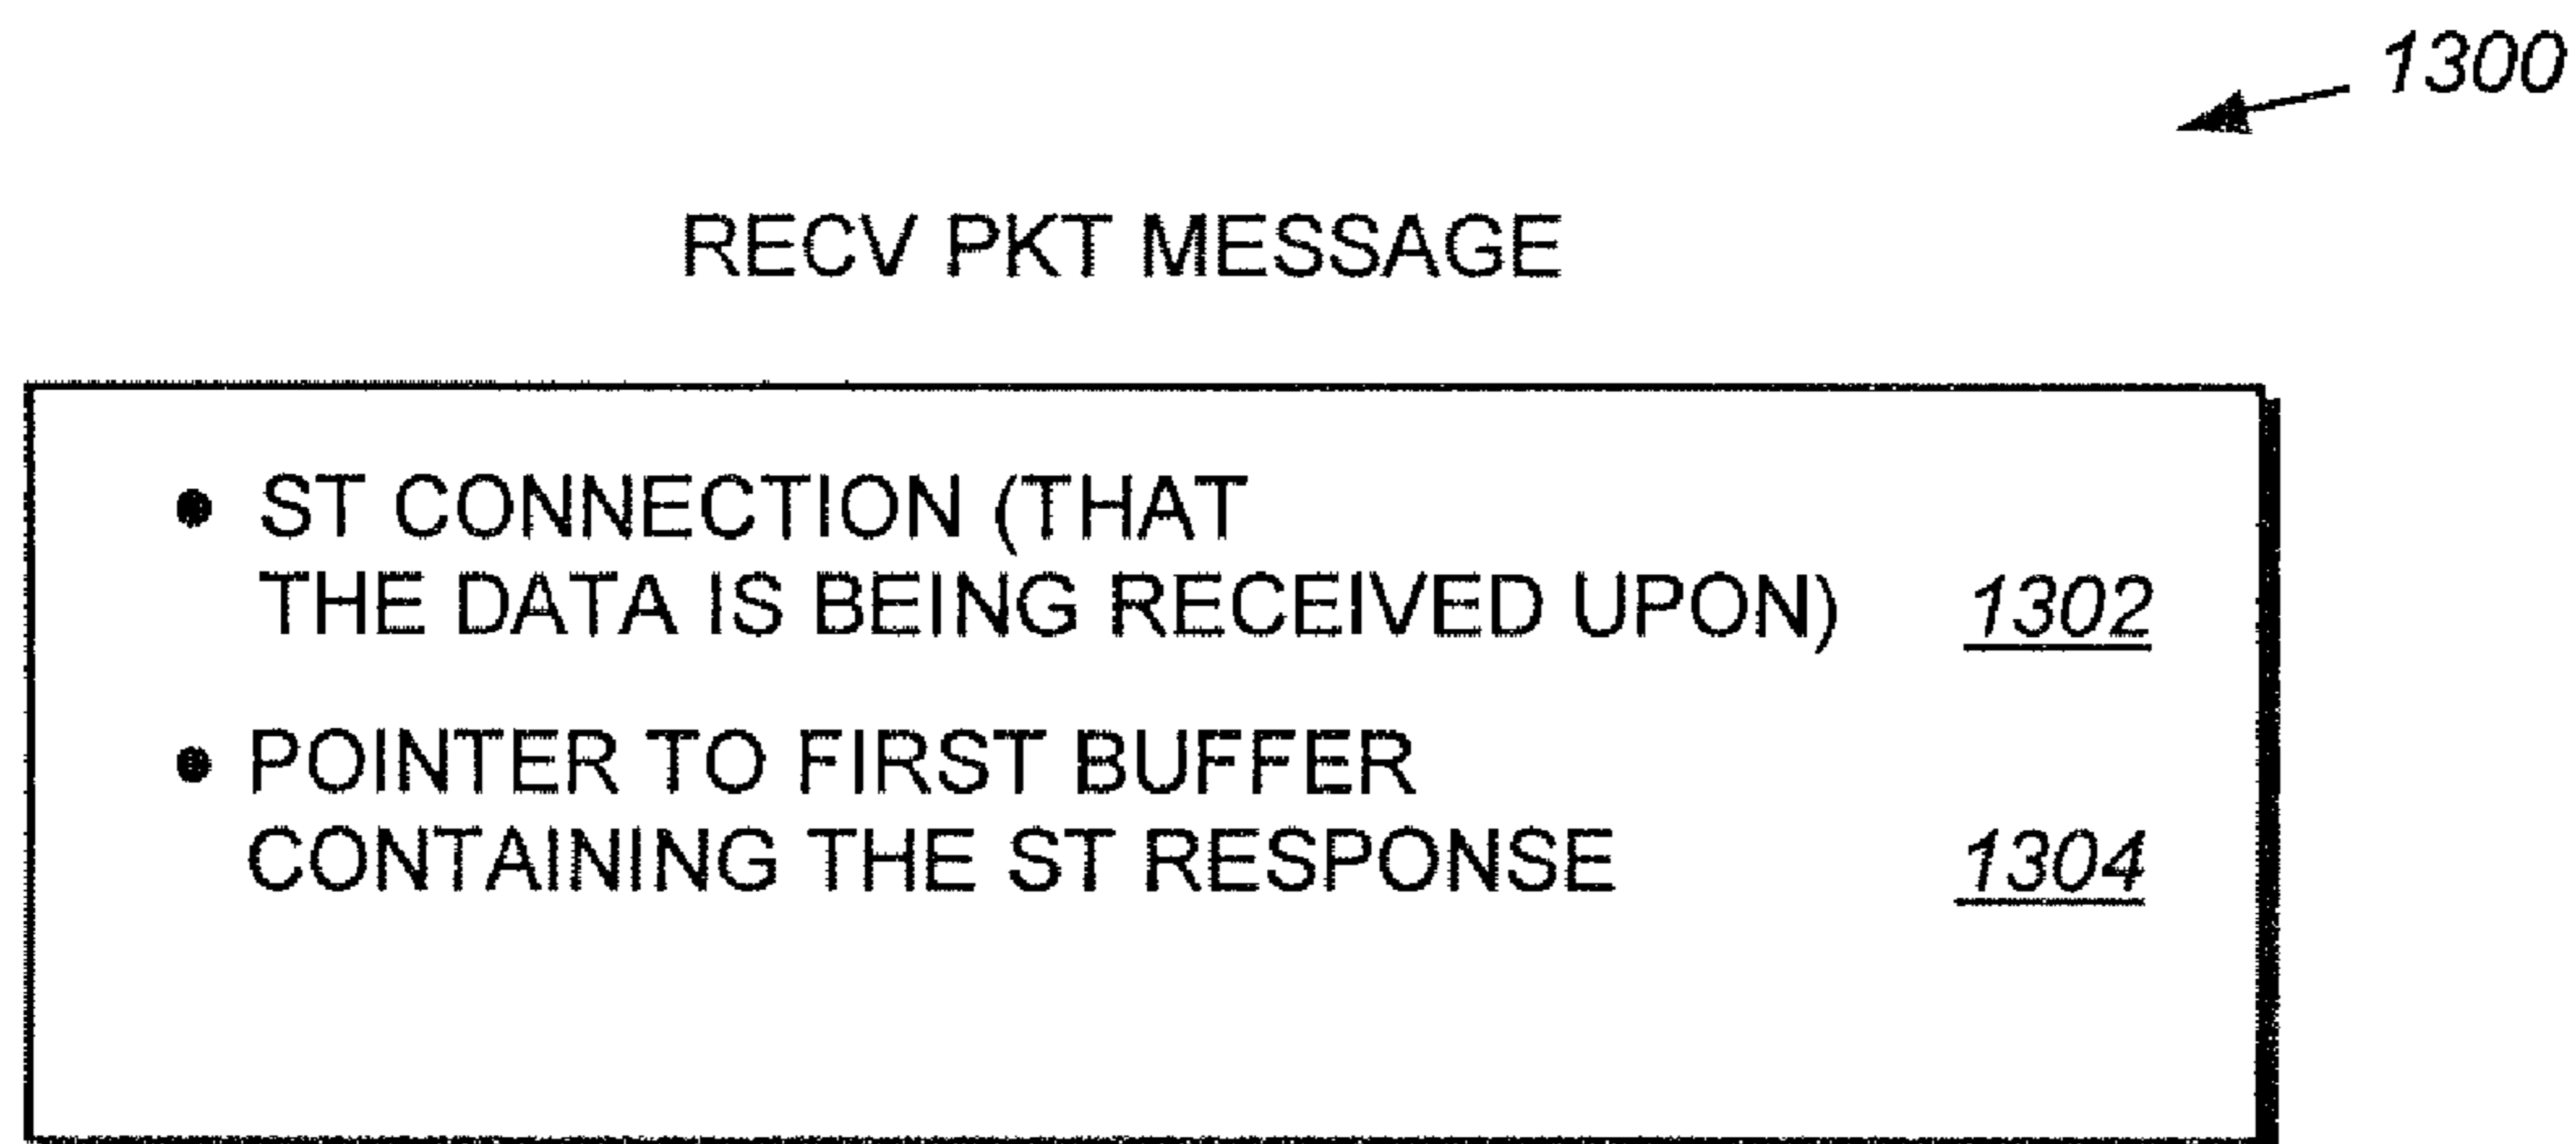 1300
RECV PKT MESSAGE
• ST CONNECTION (THAT
THE DATA IS BEING RECEIVED UPON) 1302
• POINTER TO FIRST BUFFER
CONTAINING THE ST RESPONSE 1304